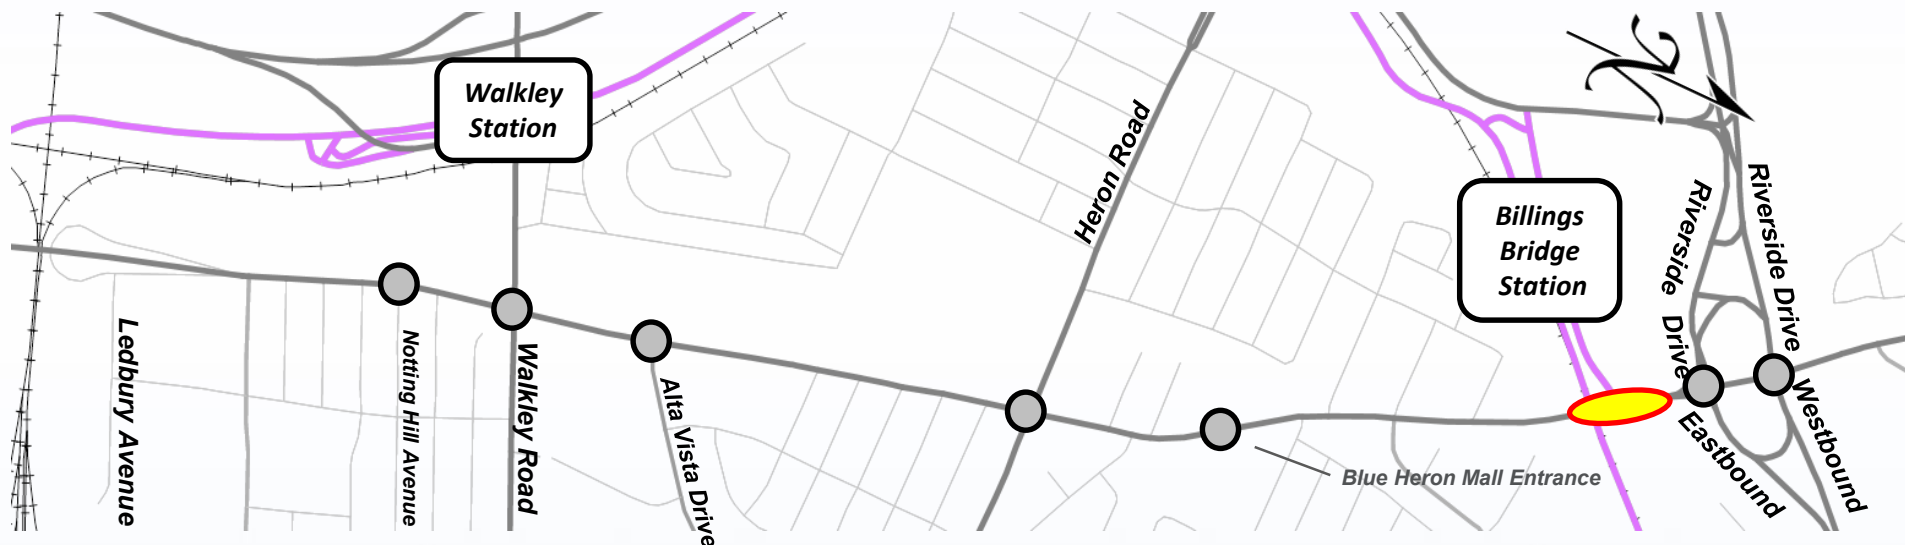 Walkley
Station
Heron Road
Billings
Bridge
Station
Riverside Drive
Riverside Drive
Ledbury Avenue
Notting Hill Avenue
Walkley Road
Alta Vista Drive
Blue Heron Mall Entrance
Eastbound
Westbound
N